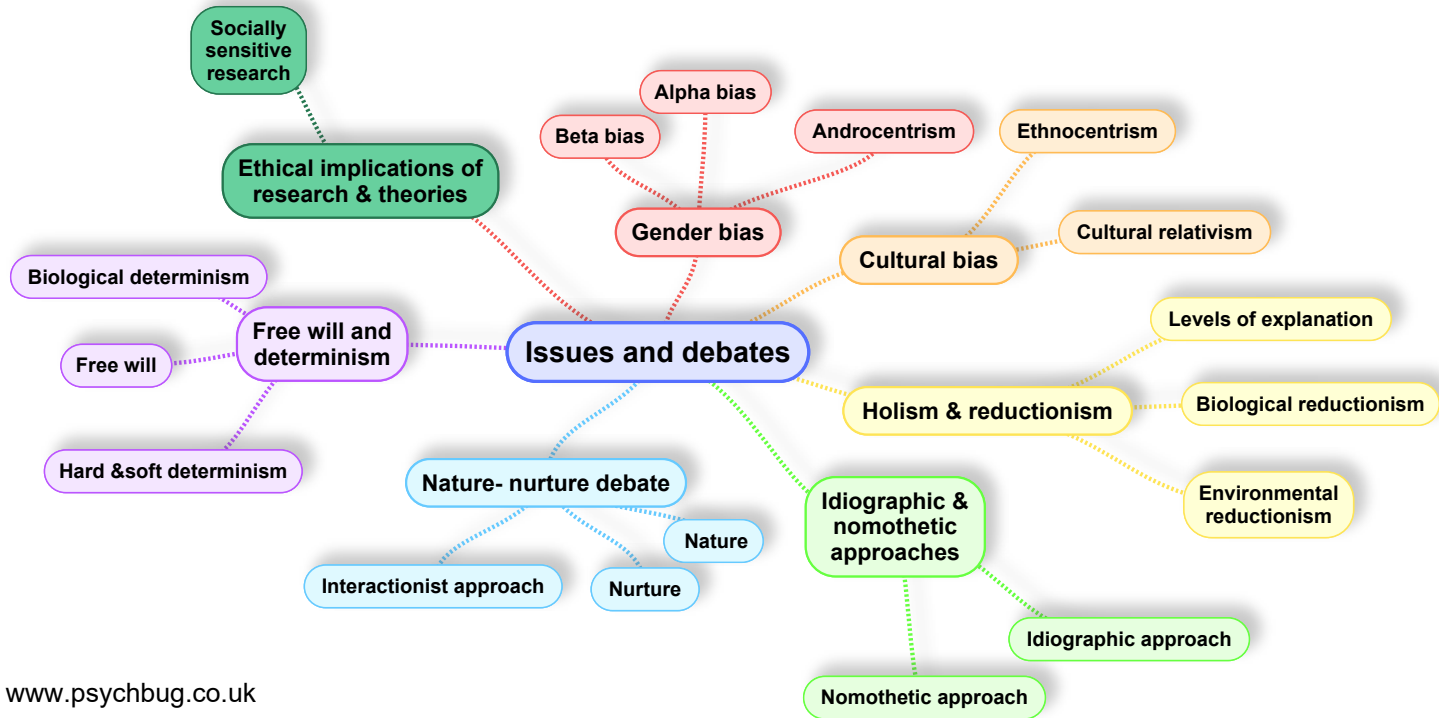 Socially
sensitive
research
Ethical implications of
research & theories
Alpha bias
Beta bias
Androcentrism
Gender bias
Ethnocentrism
Cultural relativism
Cultural bias
Biological determinism
Free will
Hard &soft determinism
Free will and
determinism
Issues and debates
Levels of explanation
Biological reductionism
Environmental
reductionism
Holism & reductionism
Nature- nurture debate
Nature
Nurture
Interactionist approach
Idiographic &
nomothetic
approaches
Idiographic approach
Nomothetic approach
www.psychbug.co.uk